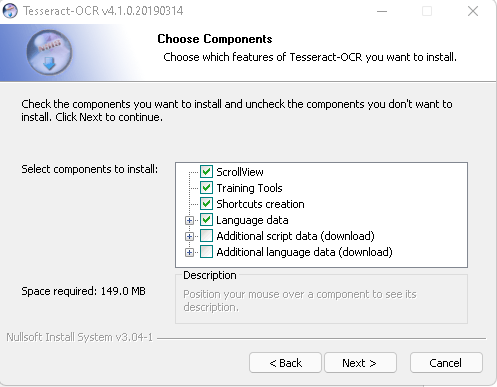 Tesseract-OCR v4.1.0.20190314
Choose Components
Choose which features of Tesseract-OCR you want to install.
Check the components you want to install and uncheck the components you don't want to
install. Click Next to continue.
Select components to install:
ScrollView
Training Tools
Shortcuts creation
Language data
Additional script data (download)
Additional language data (download)
Space required: 149.0 MB
Description
Position your mouse over a component to see its
description.
Nullsoft Install System v3.04-1
< Back
Next >
Cancel